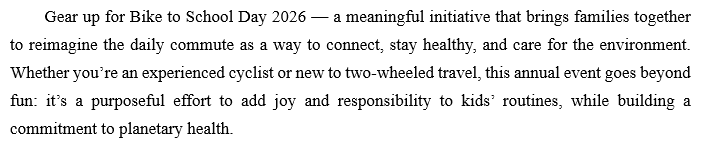 Gear up for Bike to School Day 2026 — a meaningful initiative that brings families together
to reimagine the daily commute as a way to connect, stay healthy, and care for the environment.
Whether you’re an experienced cyclist or new to two-wheeled travel, this annual event goes beyond
fun: it’s a purposeful effort to add joy and responsibility to kids’ routines, while building a
commitment to planetary health.